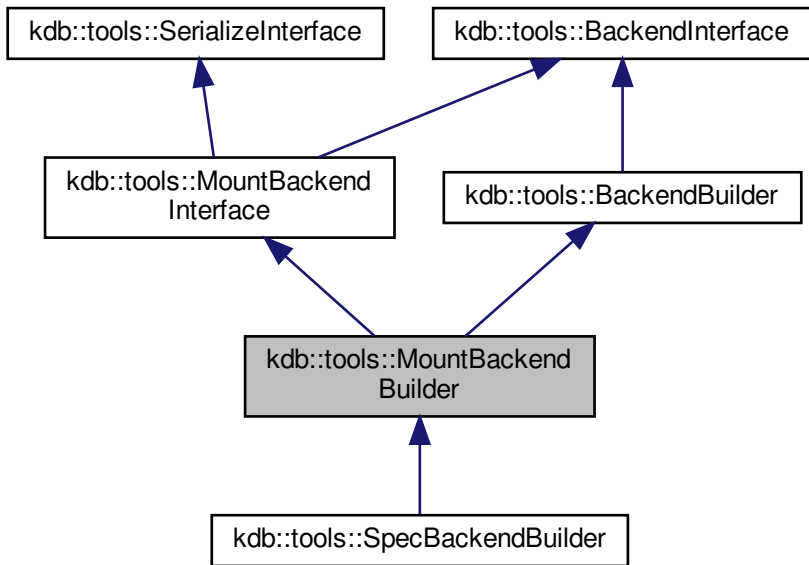 kdb::tools::SerializeInterface
kdb::tools::BackendInterface
kdb::tools::MountBackend
Interface
kdb::tools::BackendBuilder
kdb::tools::MountBackend
Builder
kdb::tools::SpecBackendBuilder